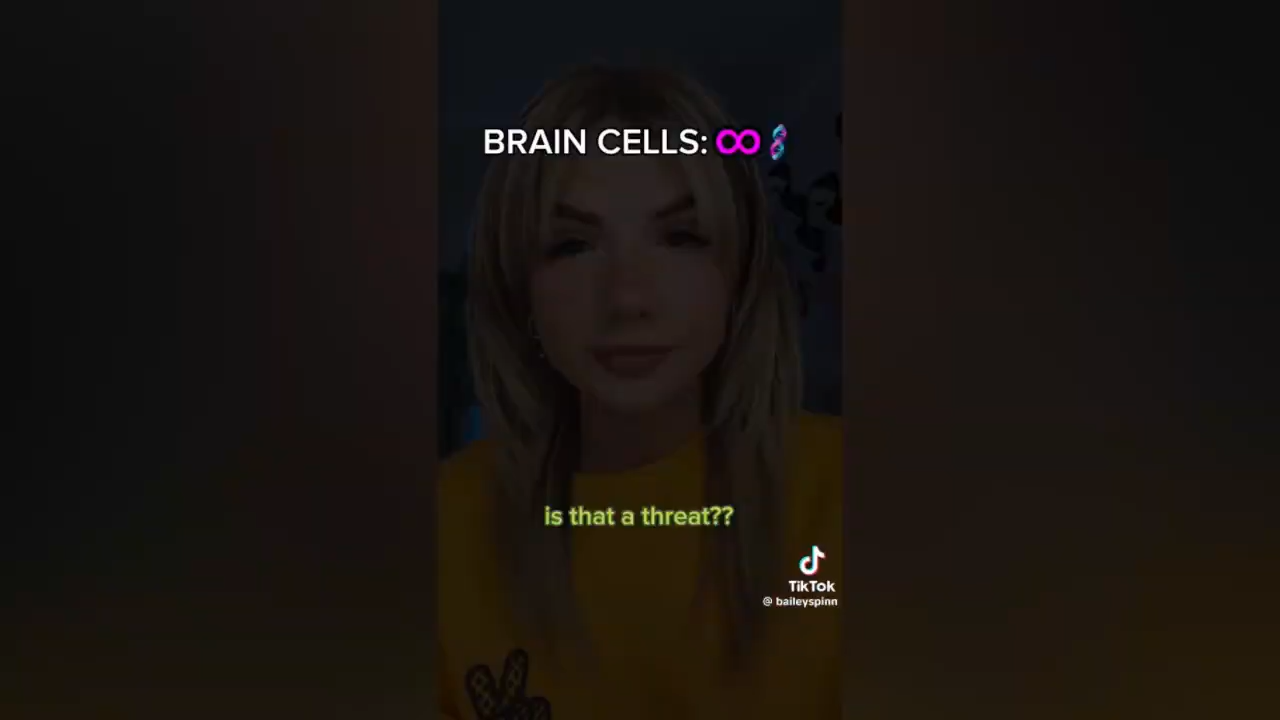 BRAIN CELLS: ∞🧬
is that a threat??
TikTok
@ baileyspinn